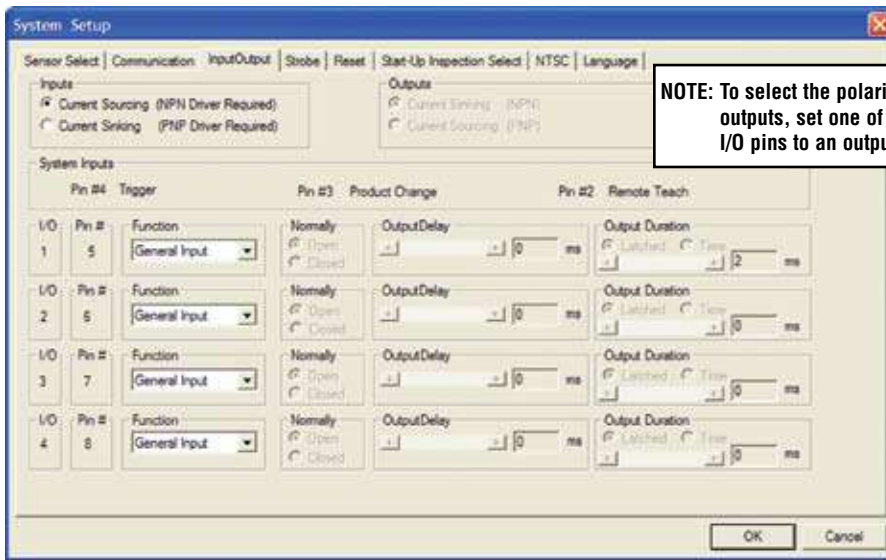 System Setup
Sensor Select Communication InputOutput Strobe Reset Start-Up Inspection Select NTSC Language
Inputs
Current Sourcing (NPN Driver Required)
Current Sinking (PNP Driver Required)
Outputs
Current Sinking (NPN)
Current Sourcing (PNP)
NOTE: To select the polari
outputs, set one of
I/O pins to an outpu
System Inputs
Pin #4 Trigger Pin #3 Product Change Pin #2 Remote Teach
I/O Pin # Function Normally OutputDelay Output Duration
1 5 General Input Open Closed 0 ms Latched Time 2 ms
I/O Pin # Function Normally OutputDelay Output Duration
2 6 General Input Open Closed 0 ms Latched Time 0 ms
I/O Pin # Function Normally OutputDelay Output Duration
3 7 General Input Open Closed 0 ms Latched Time 0 ms
I/O Pin # Function Normally OutputDelay Output Duration
4 8 General Input Open Closed 0 ms Latched Time 0 ms
OK Cancel